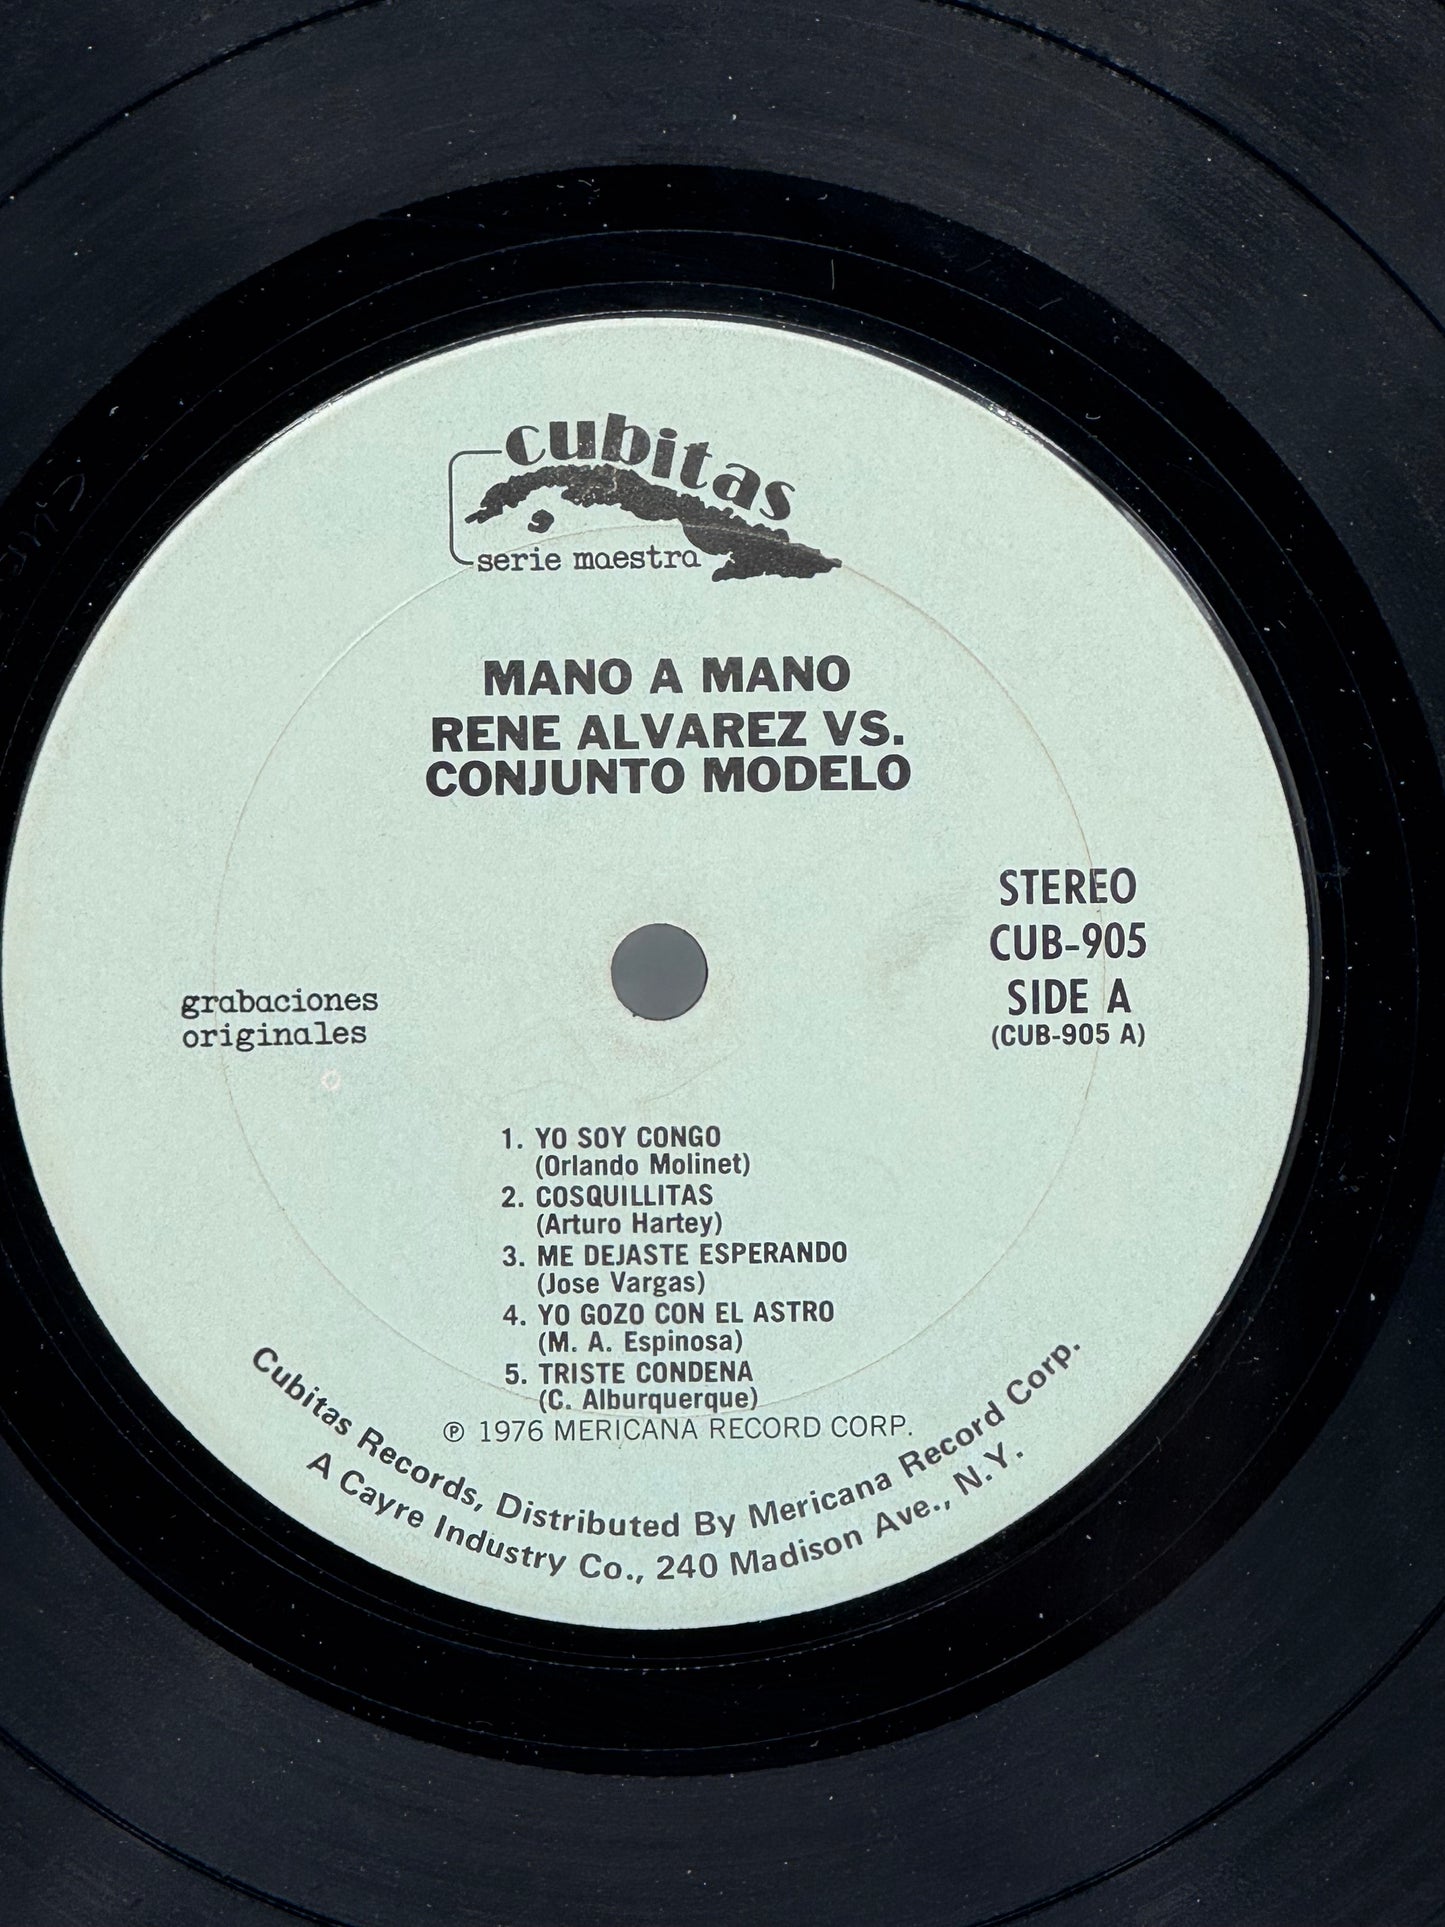 cubitas
serie maestra
MANO A MANO
RENE ALVAREZ VS.
CONJUNTO MODELO
STEREO
CUB-905
SIDE A
(CUB-905 A)
grabaciones
originales
1. YO SOY CONGO
(Orlando Molinet)
2. COSQUILLITAS
(Arturo Hartey)
3. ME DEJASTE ESPERANDO
(Jose Vargas)
4. YO GOZO CON EL ASTRO
(M. A. Espinosa)
5. TRISTE CONDENA
(C. Alburquerque)
℗ 1976 MERICANA RECORD CORP.
Cubitas Records, Distributed By Mericana Record Corp.
A Cayre Industry Co., 240 Madison Ave., N.Y.